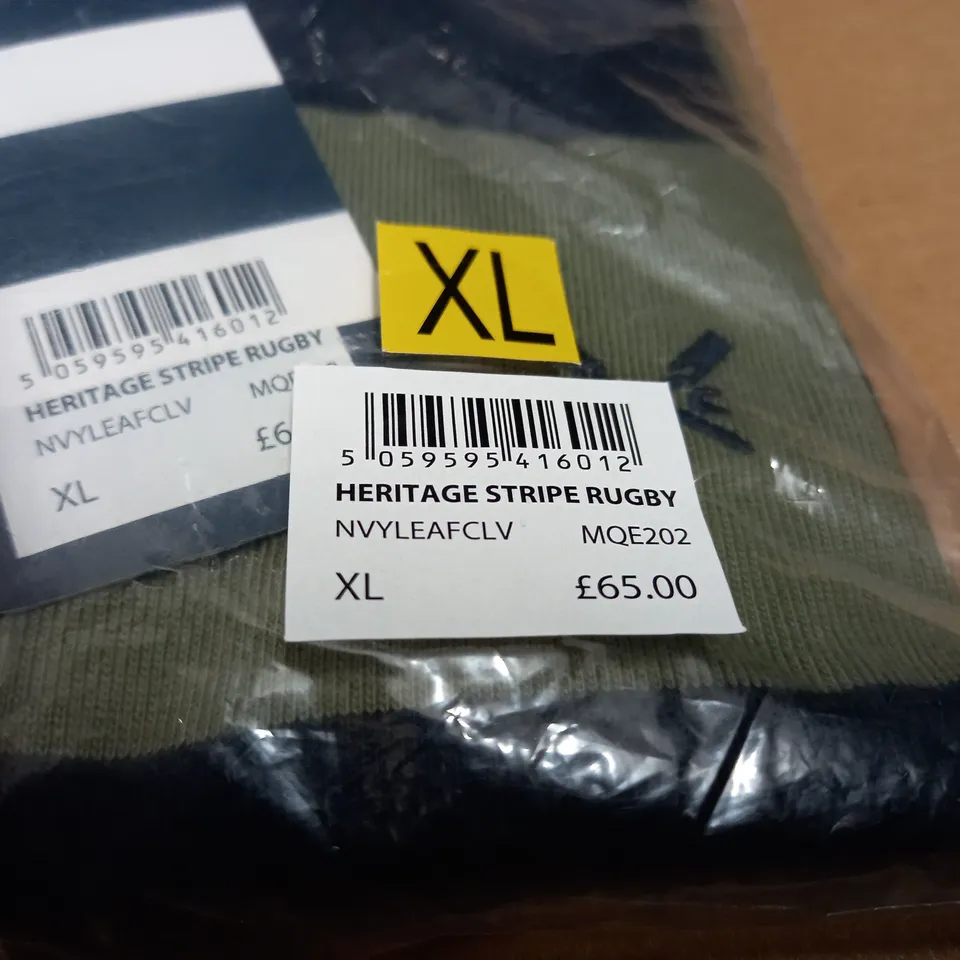 5 059595 416012
HERITAGE STRIPE RUGBY
NVYLEAFCLV
£6
XL
XL
5 059595 416012
HERITAGE STRIPE RUGBY
NVYLEAFCLV MQE202
XL £65.00